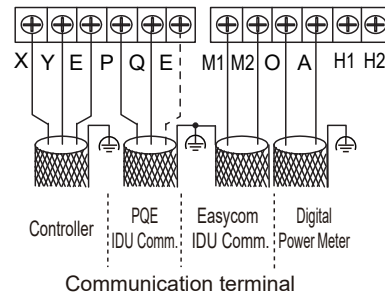 X Y E P Q E M1 M2 O A H1 H2
Controller PQE Easycom Digital
IDU Comm. IDU Comm. Power Meter
Communication terminal